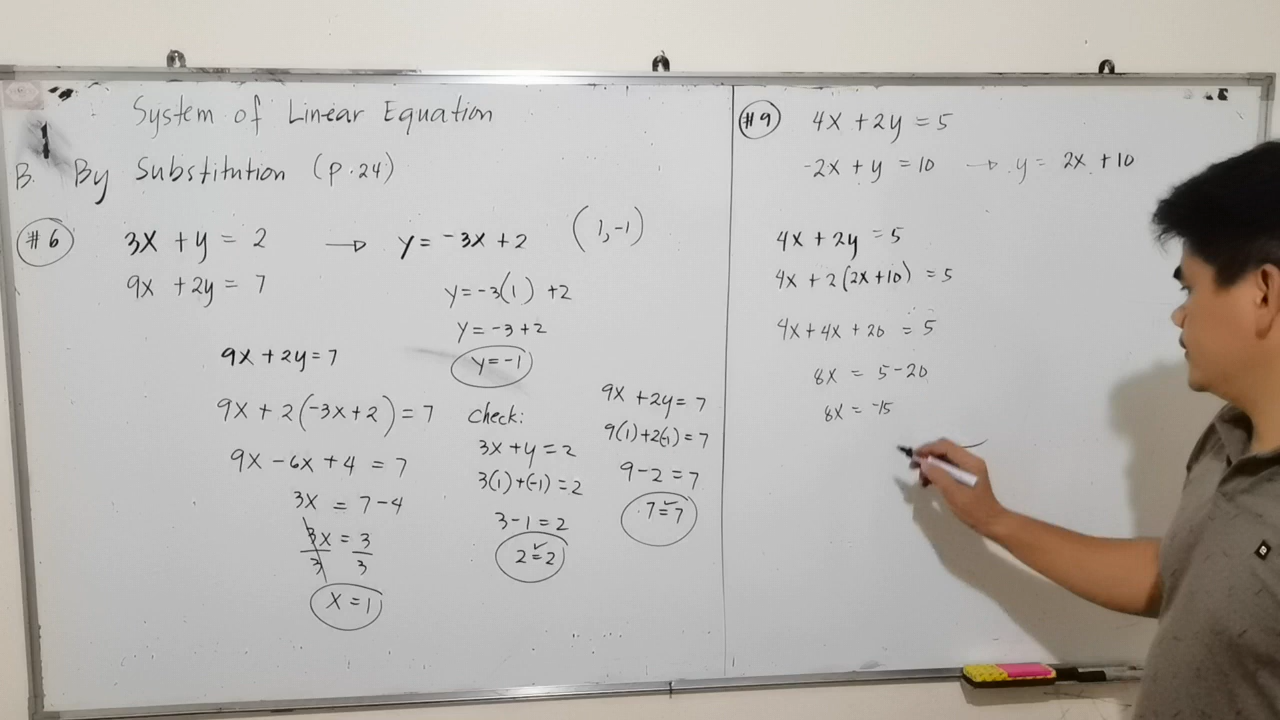 System of Linear Equation
B. By Substitution (p.24)
#6
3x + y = 2 → y = -3x + 2 (1,-1)
9x + 2y = 7
y = -3(1) + 2
y = -3+2
y = -1
9x + 2y = 7
9x + 2(-3x+2) = 7
9x - 6x + 4 = 7
3x = 7-4
3x = 3
3 3
x = 1
check:
3x + y = 2
3(1)+(-1) = 2
3-1 = 2
2 = 2
9x + 2y = 7
9(1)+2(-1) = 7
9-2 = 7
7 = 7
#9
4x + 2y = 5
-2x + y = 10 → y = 2x + 10
4x + 2y = 5
4x + 2(2x+10) = 5
4x + 4x + 20 = 5
8x = 5-20
8x = -15